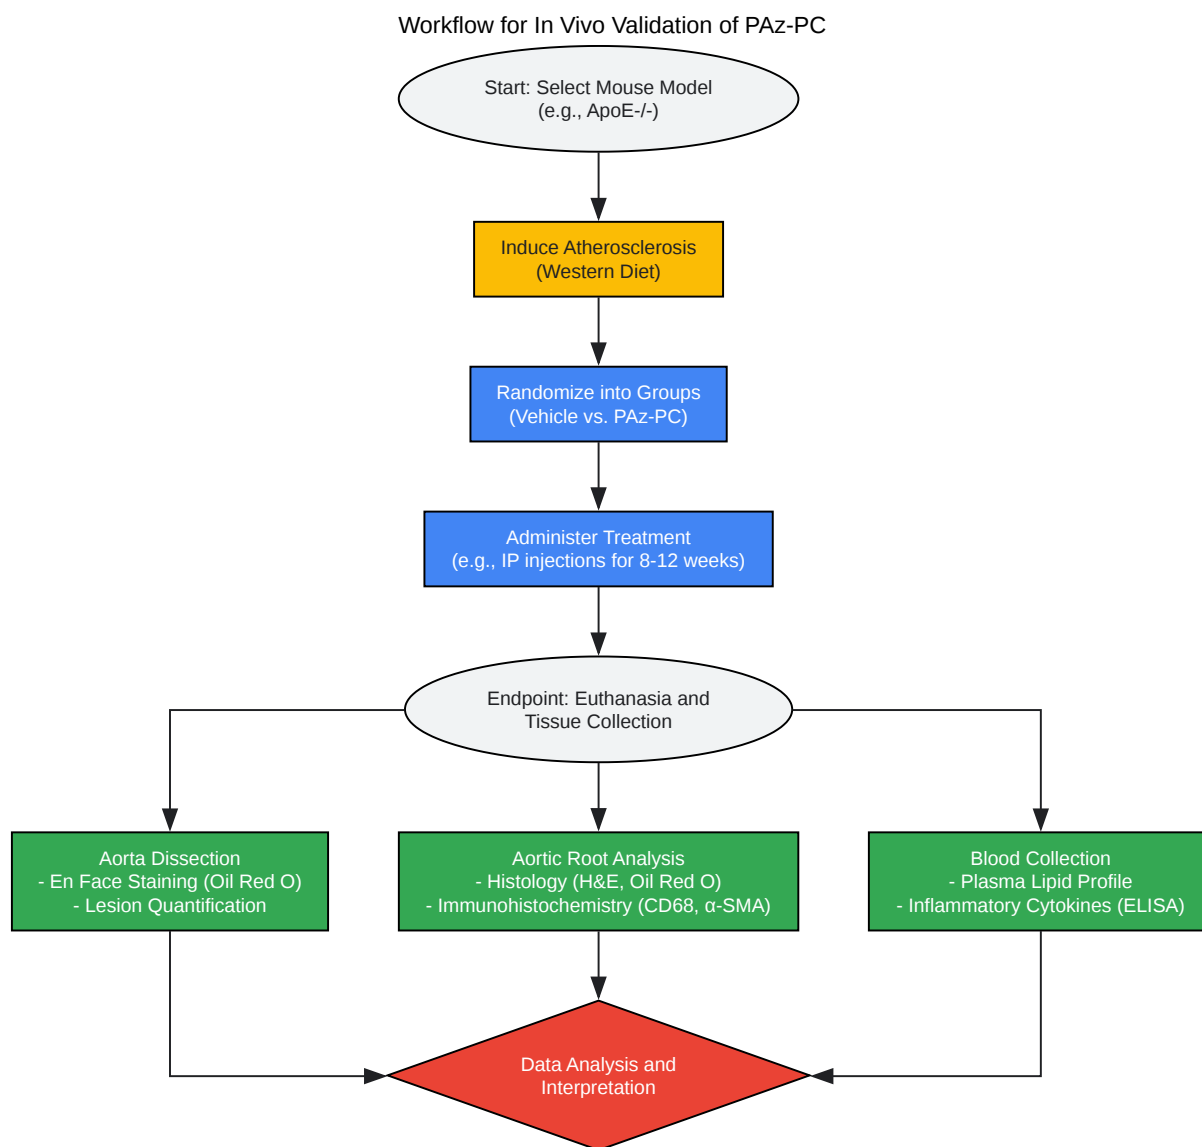 Workflow for In Vivo Validation of PAz-PC
Start: Select Mouse Model
(e.g., ApoE-/-)
Induce Atherosclerosis
(Western Diet)
Randomize into Groups
(Vehicle vs. PAz-PC)
Administer Treatment
(e.g., IP injections for 8-12 weeks)
Endpoint: Euthanasia and
Tissue Collection
Aorta Dissection
- En Face Staining (Oil Red O)
- Lesion Quantification
Aortic Root Analysis
- Histology (H&E, Oil Red O)
- Immunohistochemistry (CD68, α-SMA)
Blood Collection
- Plasma Lipid Profile
- Inflammatory Cytokines (ELISA)
Data Analysis and
Interpretation